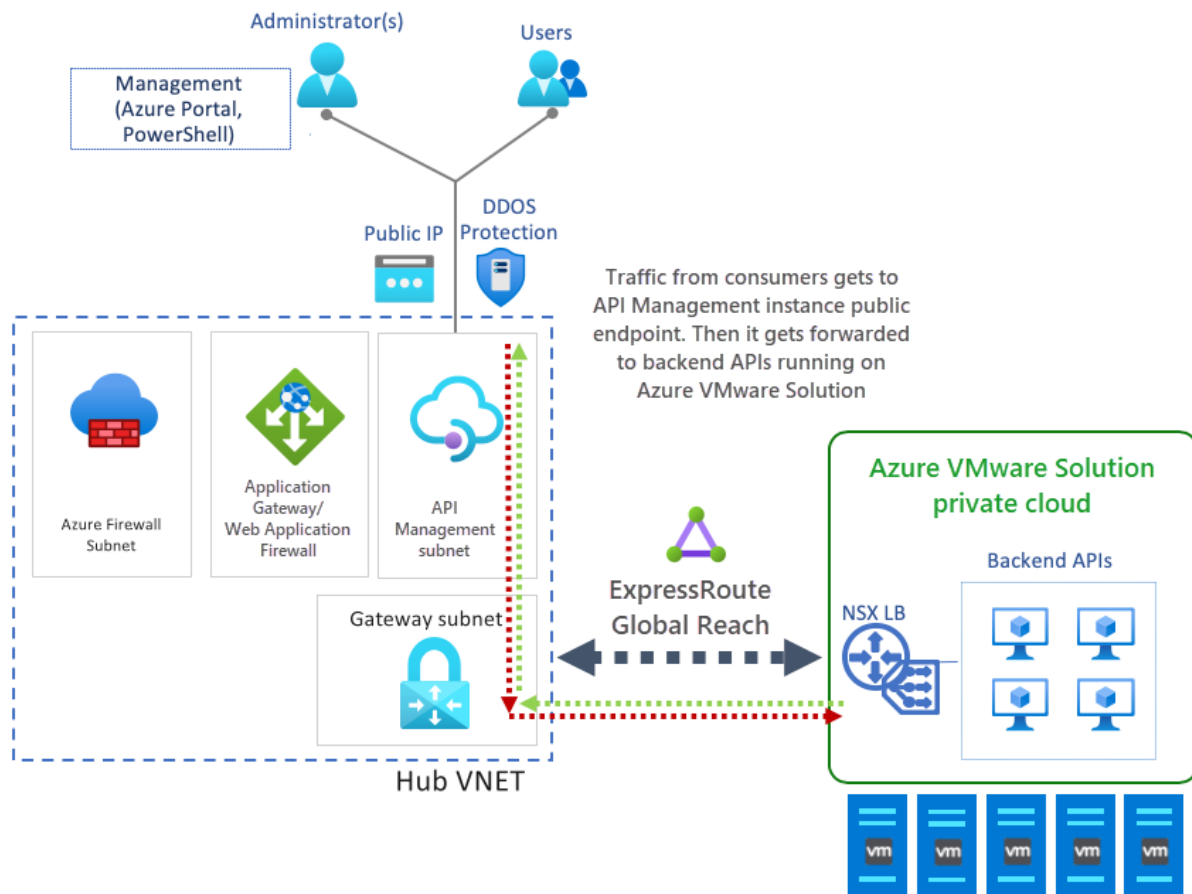 Administrator(s)
Users
Management
(Azure Portal,
PowerShell)
Public IP
DDOS
Protection
Traffic from consumers gets to
API Management instance public
endpoint. Then it gets forwarded
to backend APIs running on
Azure VMware Solution
Azure Firewall
Subnet
Application
Gateway/
Web Application
Firewall
API
Management
subnet
Gateway subnet
Hub VNET
ExpressRoute
Global Reach
Azure VMware Solution
private cloud
Backend APIs
NSX LB
vm
vm
vm
vm
vm